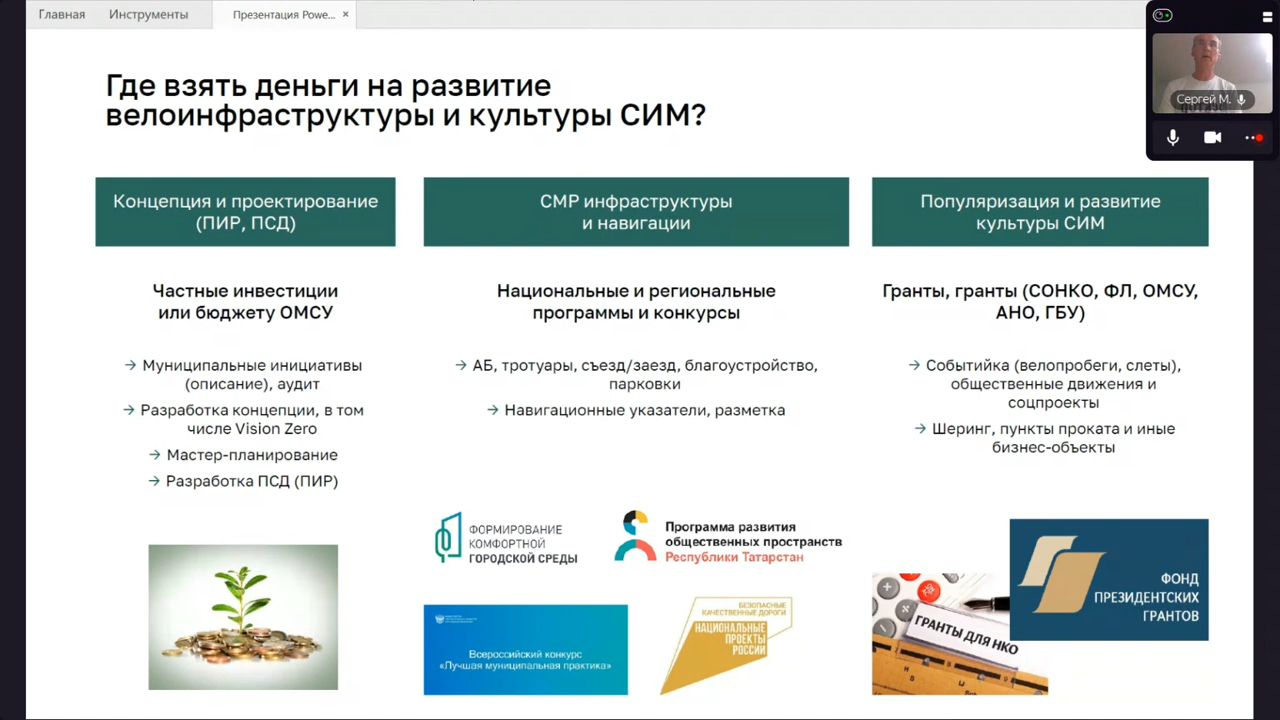 Главная
Инструменты
Презентация Powe...
Сергей М.
Где взять деньги на развитие
велоинфраструктуры и культуры СИМ?
Концепция и проектирование
(ПИР, ПСД)
Частные инвестиции
или бюджету ОМСУ
→ Муниципальные инициативы
(описание), аудит
→ Разработка концепции, в том
числе Vision Zero
→ Мастер-планирование
→ Разработка ПСД (ПИР)
СМР инфраструктуры
и навигации
Национальные и региональные
программы и конкурсы
→ АБ, тротуары, съезд/заезд, благоустройство,
парковки
→ Навигационные указатели, разметка
ФОРМИРОВАНИЕ
КОМФОРТНОЙ
ГОРОДСКОЙ СРЕДЫ
Программа развития
общественных пространств
Республики Татарстан
Всероссийский конкурс
«Лучшая муниципальная практика»
БЕЗОПАСНЫЕ
КАЧЕСТВЕННЫЕ ДОРОГИ
НАЦИОНАЛЬНЫЕ
ПРОЕКТЫ
РОССИИ
Популяризация и развитие
культуры СИМ
Гранты, гранты (СОНКО, ФЛ, ОМСУ,
АНО, ГБУ)
→ Событийка (велопробеги, слеты),
общественные движения и
соцпроекты
→ Шеринг, пункты проката и иные
бизнес-объекты
ГРАНТЫ ДЛЯ НКО
ФОНД
ПРЕЗИДЕНТСКИХ
ГРАНТОВ